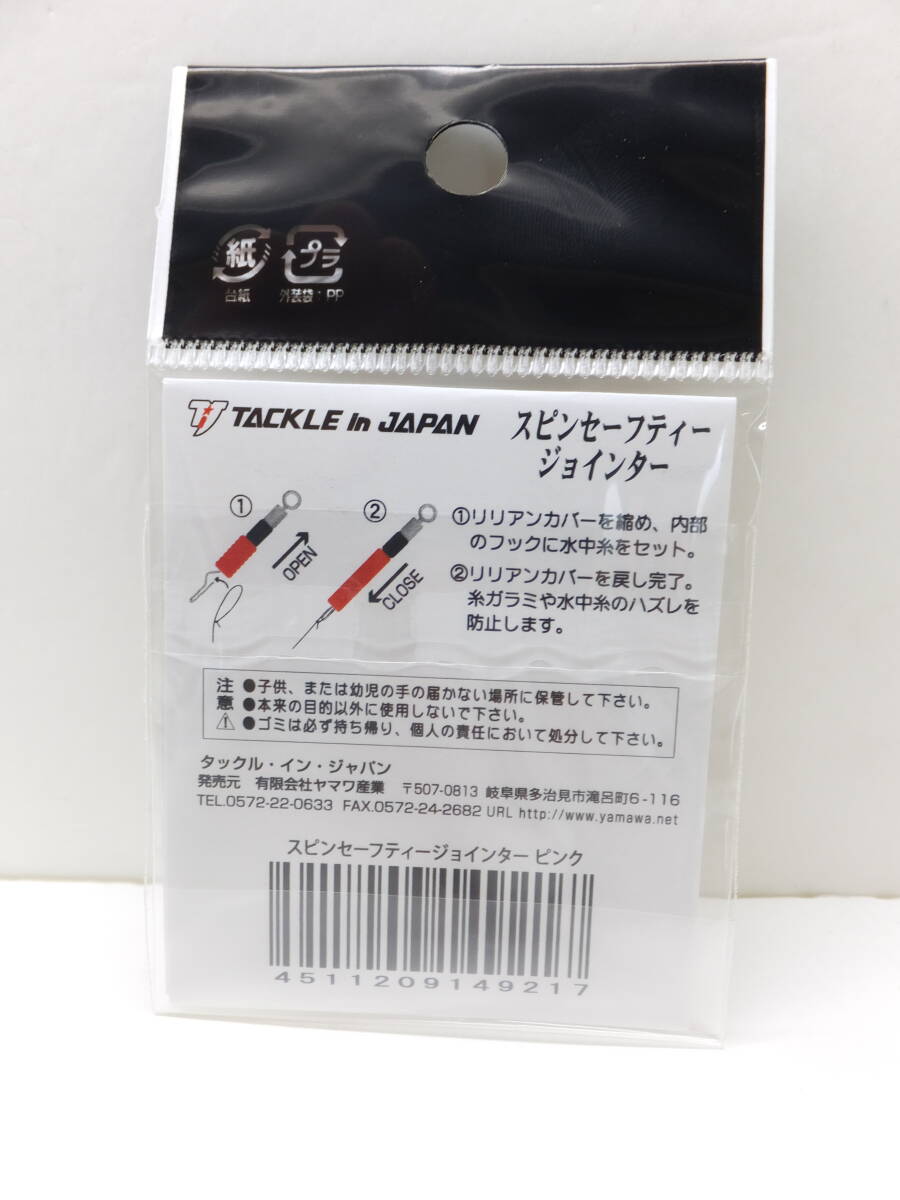 紙
プラ
台紙
外装袋：PP
TACKLE In JAPAN
スピンセーフティー
ジョインター
①
②
OPEN
CLOSE
①リリアンカバーを縮め、内部
のフックに水中糸をセット。
②リリアンカバーを戻し完了。
糸ガラミや水中糸のハズレを
防止します。
注意
●子供、または幼児の手の届かない場所に保管して下さい。
●本来の目的以外に使用しないで下さい。
●ゴミは必ず持ち帰り、個人の責任において処分して下さい。
タックル・イン・ジャパン
発売元 有限会社ヤマワ産業 〒507-0813 岐阜県多治見市滝呂町6-116
TEL.0572-22-0633 FAX.0572-24-2682 URL http://www.yamawa.net
スピンセーフティージョインター ピンク
4511209149217